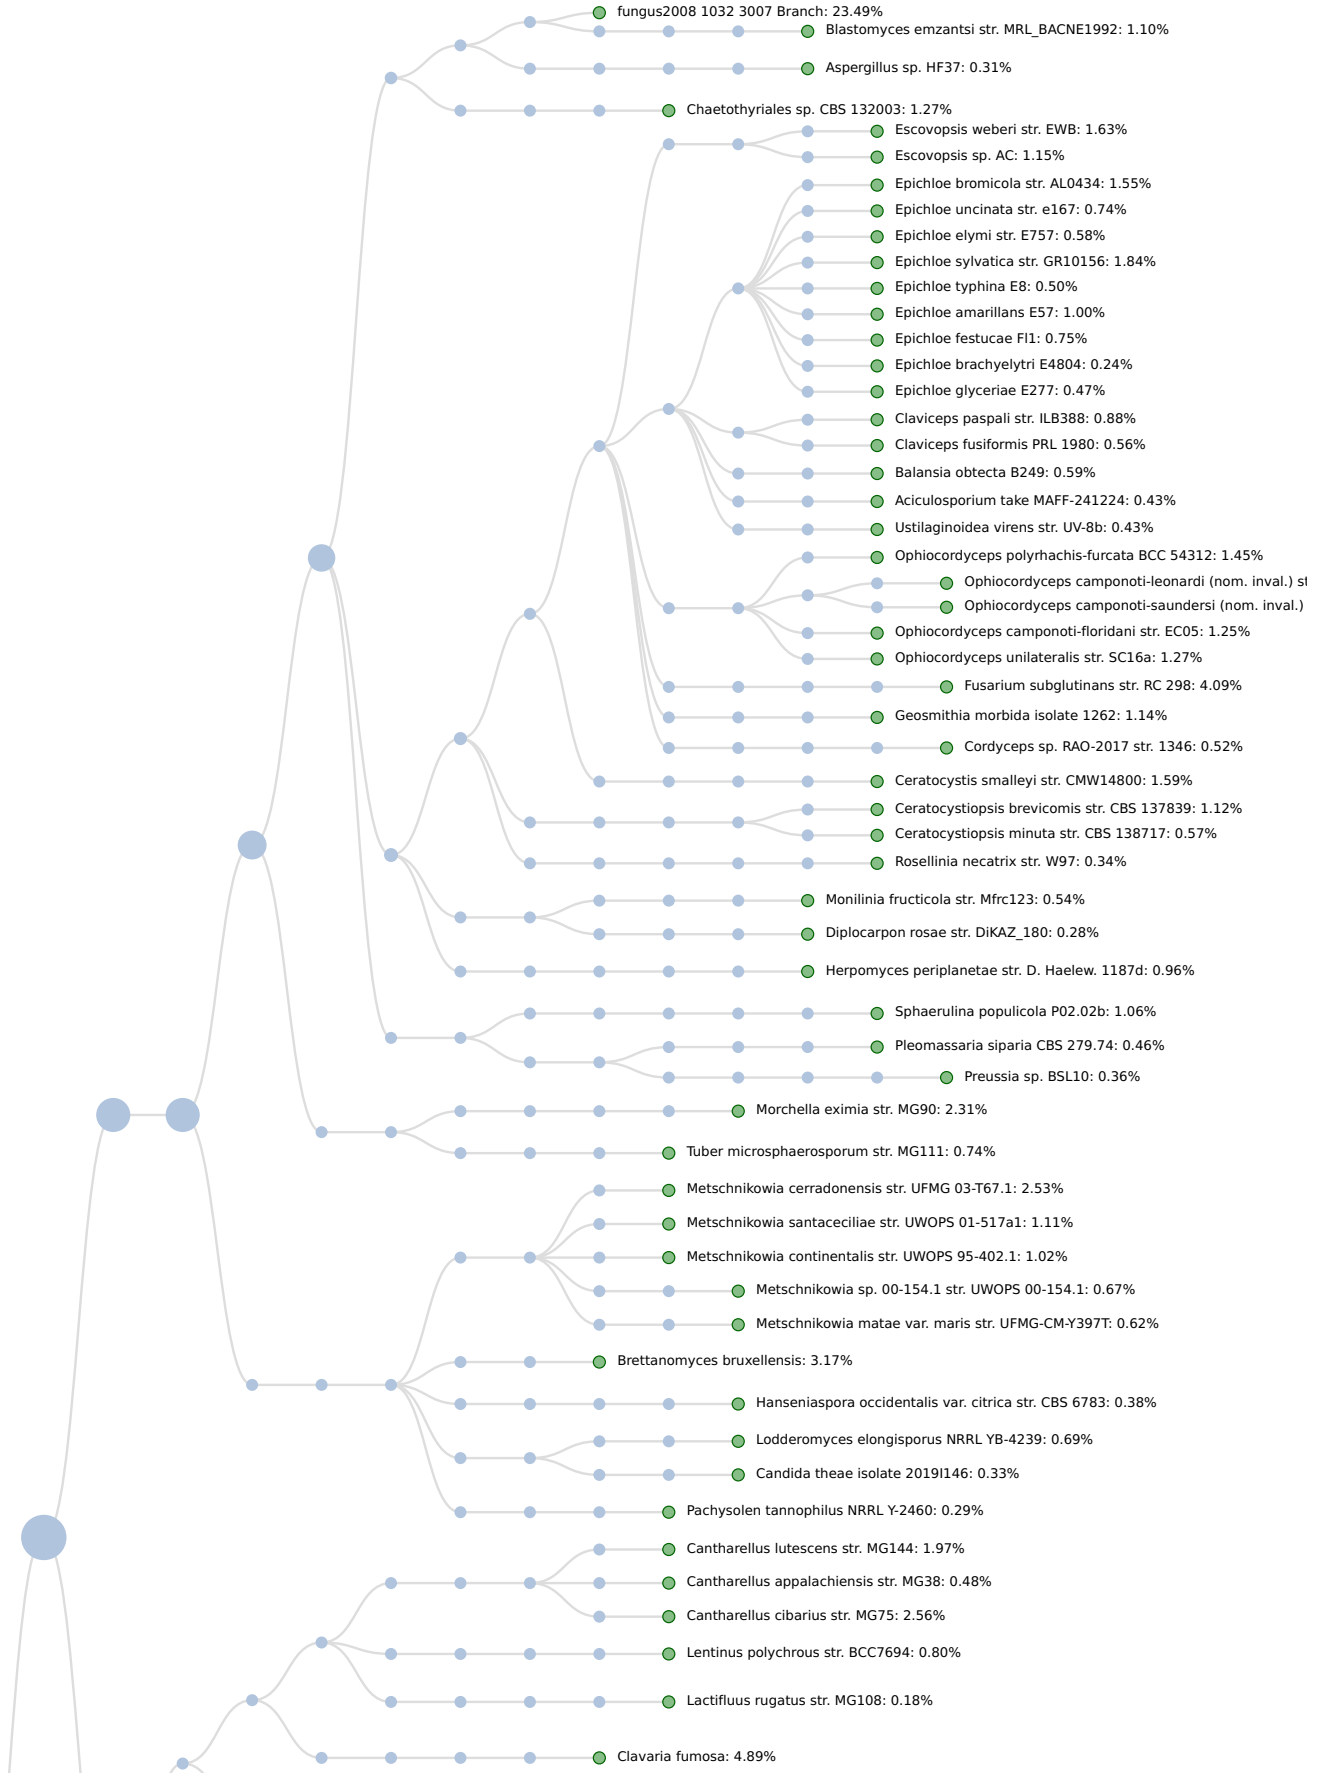 fungus2008 1032 3007 Branch: 23.49%
Blastomyces emzantsi str. MRL_BACNE1992: 1.10%
Aspergillus sp. HF37: 0.31%
Chaetothyriales sp. CBS 132003: 1.27%
Escovopsis weberi str. EWB: 1.63%
Escovopsis sp. AC: 1.15%
Epichloe bromicola str. AL0434: 1.55%
Epichloe uncinata str. e167: 0.74%
Epichloe elymi str. E757: 0.58%
Epichloe sylvatica str. GR10156: 1.84%
Epichloe typhina E8: 0.50%
Epichloe amarillans E57: 1.00%
Epichloe festucae Fl1: 0.75%
Epichloe brachyelytri E4804: 0.24%
Epichloe glyceriae E277: 0.47%
Claviceps paspali str. ILB388: 0.88%
Claviceps fusiformis PRL 1980: 0.56%
Balansia obtecta B249: 0.59%
Aciculosporium take MAFF-241224: 0.43%
Ustilaginoidea virens str. UV-8b: 0.43%
Ophiocordyceps polyrhachis-furcata BCC 54312: 1.45%
Ophiocordyceps camponoti-leonardi (nom. inval.) st
Ophiocordyceps camponoti-saundersi (nom. inval.)
Ophiocordyceps camponoti-floridani str. EC05: 1.25%
Ophiocordyceps unilateralis str. SC16a: 1.27%
Fusarium subglutinans str. RC 298: 4.09%
Geosmithia morbida isolate 1262: 1.14%
Cordyceps sp. RAO-2017 str. 1346: 0.52%
Ceratocystis smalleyi str. CMW14800: 1.59%
Ceratocystiopsis brevicomis str. CBS 137839: 1.12%
Ceratocystiopsis minuta str. CBS 138717: 0.57%
Rosellinia necatrix str. W97: 0.34%
Monilinia fructicola str. Mfrc123: 0.54%
Diplocarpon rosae str. DiKAZ_180: 0.28%
Herpomyces periplanetae str. D. Haelew. 1187d: 0.96%
Sphaerulina populicola P02.02b: 1.06%
Pleomassaria siparia CBS 279.74: 0.46%
Preussia sp. BSL10: 0.36%
Morchella eximia str. MG90: 2.31%
Tuber microsphaerosporum str. MG111: 0.74%
Metschnikowia cerradonensis str. UFMG 03-T67.1: 2.53%
Metschnikowia santaceciliae str. UWOPS 01-517a1: 1.11%
Metschnikowia continentalis str. UWOPS 95-402.1: 1.02%
Metschnikowia sp. 00-154.1 str. UWOPS 00-154.1: 0.67%
Metschnikowia matae var. maris str. UFMG-CM-Y397T: 0.62%
Brettanomyces bruxellensis: 3.17%
Hanseniaspora occidentalis var. citrica str. CBS 6783: 0.38%
Lodderomyces elongisporus NRRL YB-4239: 0.69%
Candida theae isolate 2019I146: 0.33%
Pachysolen tannophilus NRRL Y-2460: 0.29%
Cantharellus lutescens str. MG144: 1.97%
Cantharellus appalachiensis str. MG38: 0.48%
Cantharellus cibarius str. MG75: 2.56%
Lentinus polychrous str. BCC7694: 0.80%
Lactifluus rugatus str. MG108: 0.18%
Clavaria fumosa: 4.89%